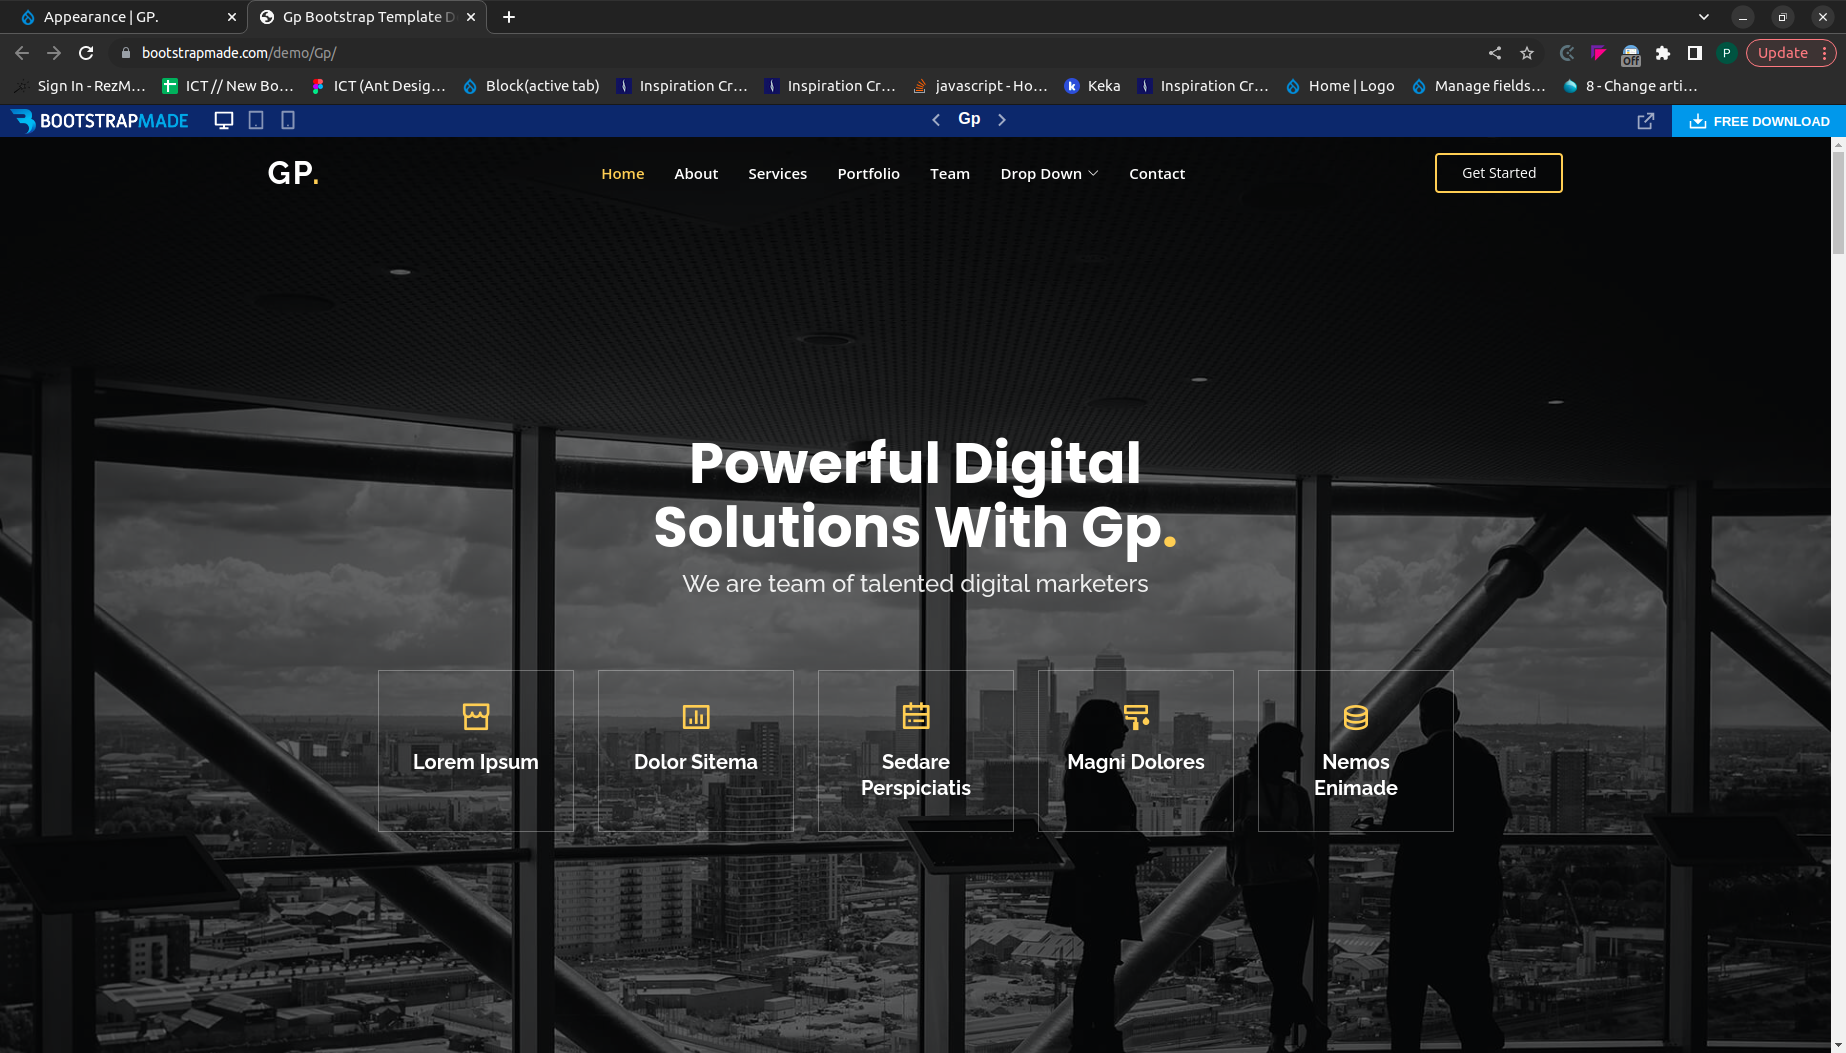 Appearance | GP.
Gp Bootstrap Template D
bootstrapmade.com/demo/Gp/
Update
Sign In - RezM...
ICT // New Bo...
ICT (Ant Desig...
Block(active tab)
Inspiration Cr...
Inspiration Cr...
javascript - Ho...
Keka
Inspiration Cr...
Home | Logo
Manage fields...
8 - Change arti...
Off
P
BOOTSTRAPMADE
Gp
FREE DOWNLOAD
GP.
Home
About
Services
Portfolio
Team
Drop Down
Contact
Get Started
Powerful Digital
Solutions With Gp.
We are team of talented digital marketers
Lorem Ipsum
Dolor Sitema
Sedare
Perspiciatis
Magni Dolores
Nemos
Enimade